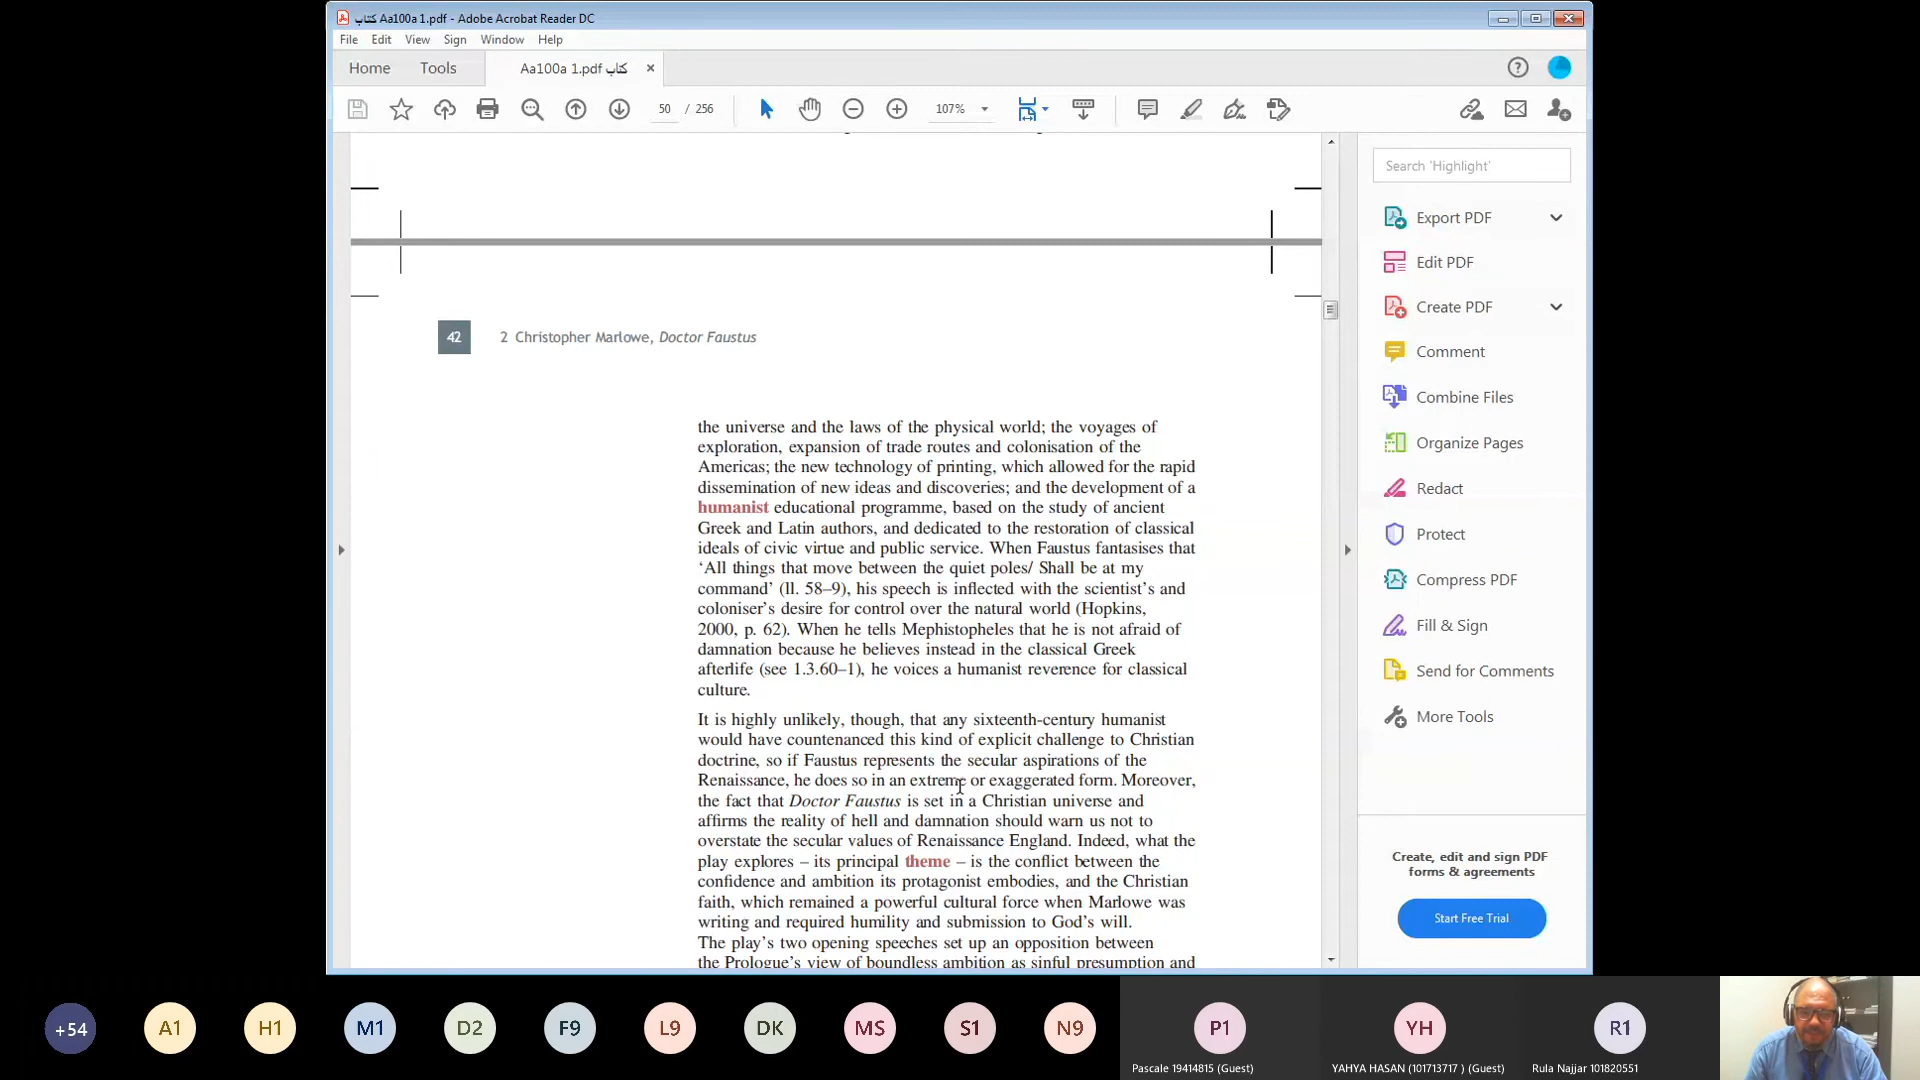 كتاب Aa100a 1.pdf - Adobe Acrobat Reader DC
File Edit View Sign Window Help
Home Tools Aa100a 1.pdf كتاب
50 / 256 107%
Search 'Highlight'
Export PDF
Edit PDF
Create PDF
Comment
Combine Files
Organize Pages
Redact
Protect
Compress PDF
Fill & Sign
Send for Comments
More Tools
Create, edit and sign PDF
forms & agreements
Start Free Trial
42 2 Christopher Marlowe, Doctor Faustus
the universe and the laws of the physical world; the voyages of
exploration, expansion of trade routes and colonisation of the
Americas; the new technology of printing, which allowed for the rapid
dissemination of new ideas and discoveries; and the development of a
humanist educational programme, based on the study of ancient
Greek and Latin authors, and dedicated to the restoration of classical
ideals of civic virtue and public service. When Faustus fantasises that
‘All things that move between the quiet poles/ Shall be at my
command’ (ll. 58–9), his speech is inflected with the scientist’s and
coloniser’s desire for control over the natural world (Hopkins,
2000, p. 62). When he tells Mephistopheles that he is not afraid of
damnation because he believes instead in the classical Greek
afterlife (see 1.3.60–1), he voices a humanist reverence for classical
culture.
It is highly unlikely, though, that any sixteenth-century humanist
would have countenanced this kind of explicit challenge to Christian
doctrine, so if Faustus represents the secular aspirations of the
Renaissance, he does so in an extreme or exaggerated form. Moreover,
the fact that Doctor Faustus is set in a Christian universe and
affirms the reality of hell and damnation should warn us not to
overstate the secular values of Renaissance England. Indeed, what the
play explores – its principal theme – is the conflict between the
confidence and ambition its protagonist embodies, and the Christian
faith, which remained a powerful cultural force when Marlowe was
writing and required humility and submission to God’s will.
The play’s two opening speeches set up an opposition between
the Prologue’s view of boundless ambition as sinful presumption and
+54 A1 H1 M1 D2 F9 L9 DK MS S1 N9 P1 YH R1
Pascale 19414815 (Guest) YAHYA HASAN (101713717 ) (Guest) Rula Najjar 101820551